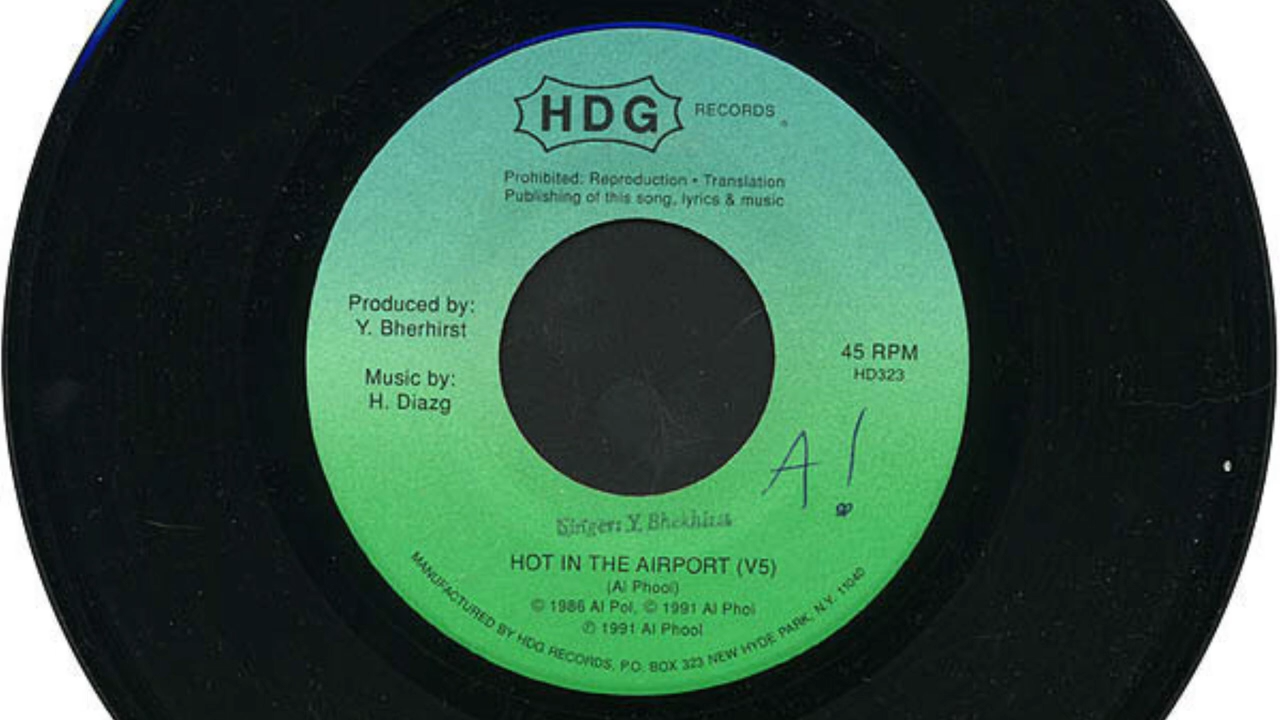 HDG RECORDS
Prohibited: Reproduction • Translation
Publishing of this song, lyrics & music
Produced by:
Y. Bherhirst
Music by:
H. Diazg
45 RPM
HD323
A!
Singer: Y. Bhekhirst
HOT IN THE AIRPORT (V5)
(Al Phool)
© 1986 Al Pol, © 1991 Al Phol
℗ 1991 Al Phool
MANUFACTURED BY HDG RECORDS, P.O. BOX 323 NEW HYDE PARK, N.Y. 11040